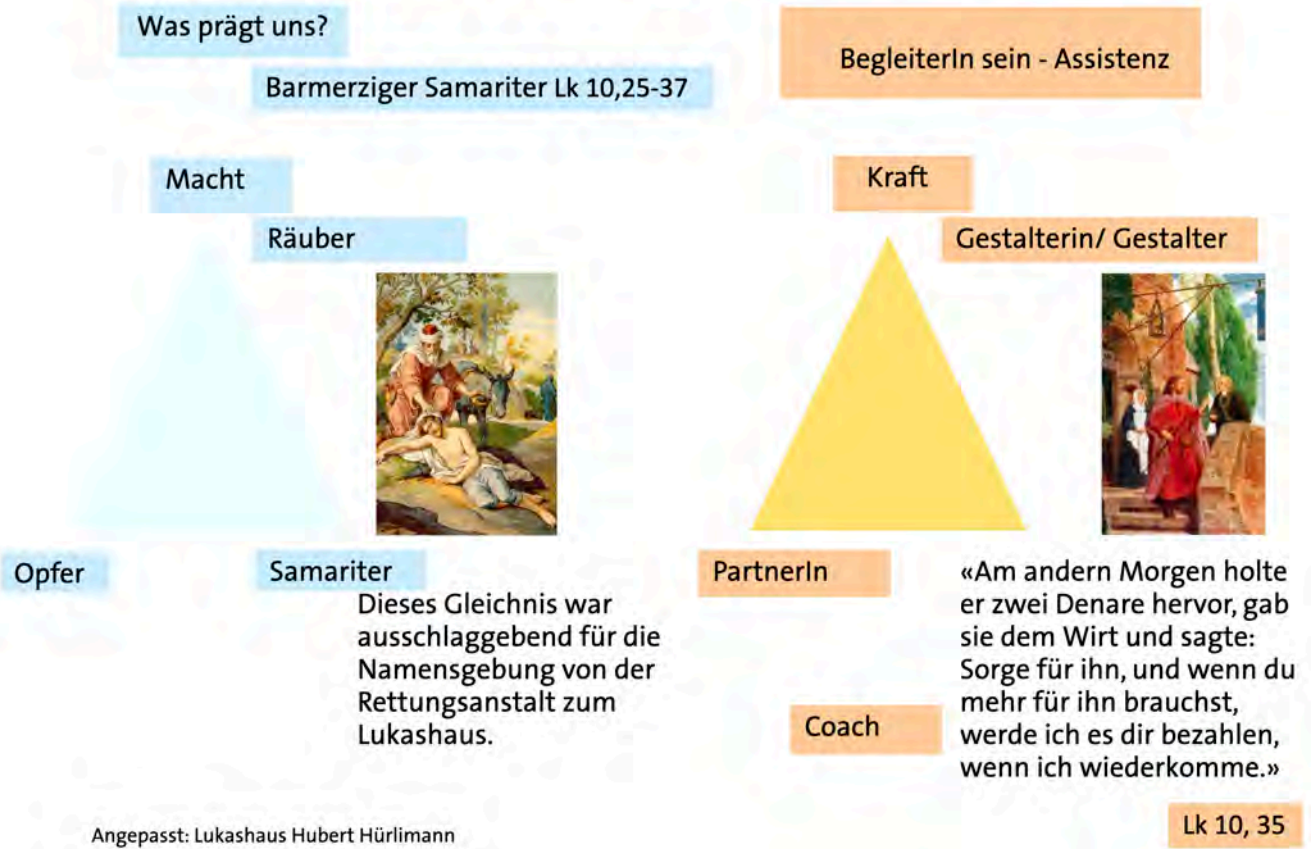 Was prägt uns?
Barmerziger Samariter Lk 10,25-37
Macht
Räuber
Opfer
Samariter
Dieses Gleichnis war
ausschlaggebend für die
Namensgebung von der
Rettungsanstalt zum
Lukashaus.
Angepasst: Lukashaus Hubert Hürlimann
BegleiterIn sein - Assistenz
Kraft
Gestalterin/ Gestalter
PartnerIn
Coach
«Am andern Morgen holte
er zwei Denare hervor, gab
sie dem Wirt und sagte:
Sorge für ihn, und wenn du
mehr für ihn brauchst,
werde ich es dir bezahlen,
wenn ich wiederkomme.»
Lk 10, 35